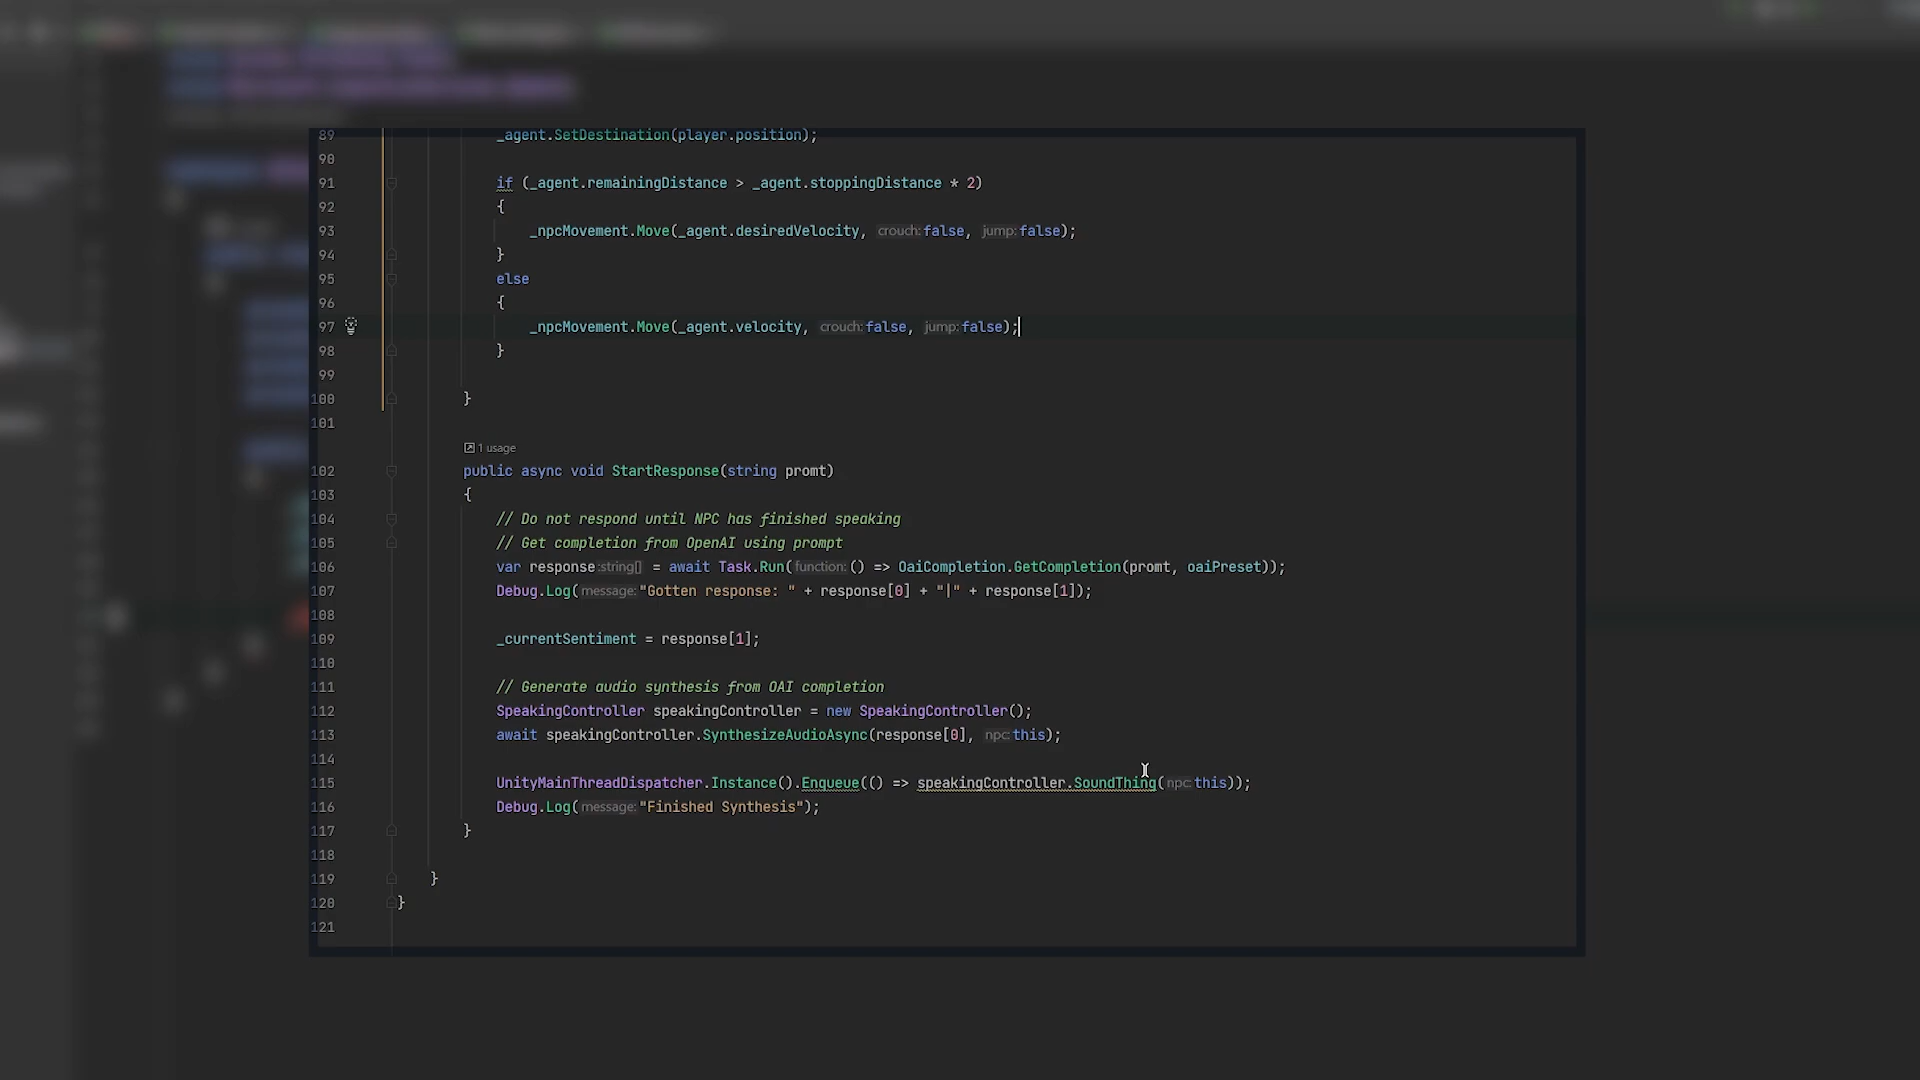 89 _agent.SetDestination(player.position);
90
91 if (_agent.remainingDistance > _agent.stoppingDistance * 2)
92 {
93 _npcMovement.Move(_agent.desiredVelocity, crouch: false, jump: false);
94 }
95 else
96 {
97 _npcMovement.Move(_agent.velocity, crouch: false, jump: false);
98 }
99
100 }
101
1 usage
102 public async void StartResponse(string promt)
103 {
104 // Do not respond until NPC has finished speaking
105 // Get completion from OpenAI using prompt
106 var response :string[] = await Task.Run( function: () => OaiCompletion.GetCompletion(promt, oaiPreset));
107 Debug.Log( message: "Gotten response: " + response[0] + "|" + response[1]);
108
109 _currentSentiment = response[1];
110
111 // Generate audio synthesis from OAI completion
112 SpeakingController speakingController = new SpeakingController();
113 await speakingController.SynthesizeAudioAsync(response[0], npc: this);
114
115 UnityMainThreadDispatcher.Instance().Enqueue(() => speakingController.SoundThing( npc: this));
116 Debug.Log( message: "Finished Synthesis");
117 }
118
119 }
120 }
121